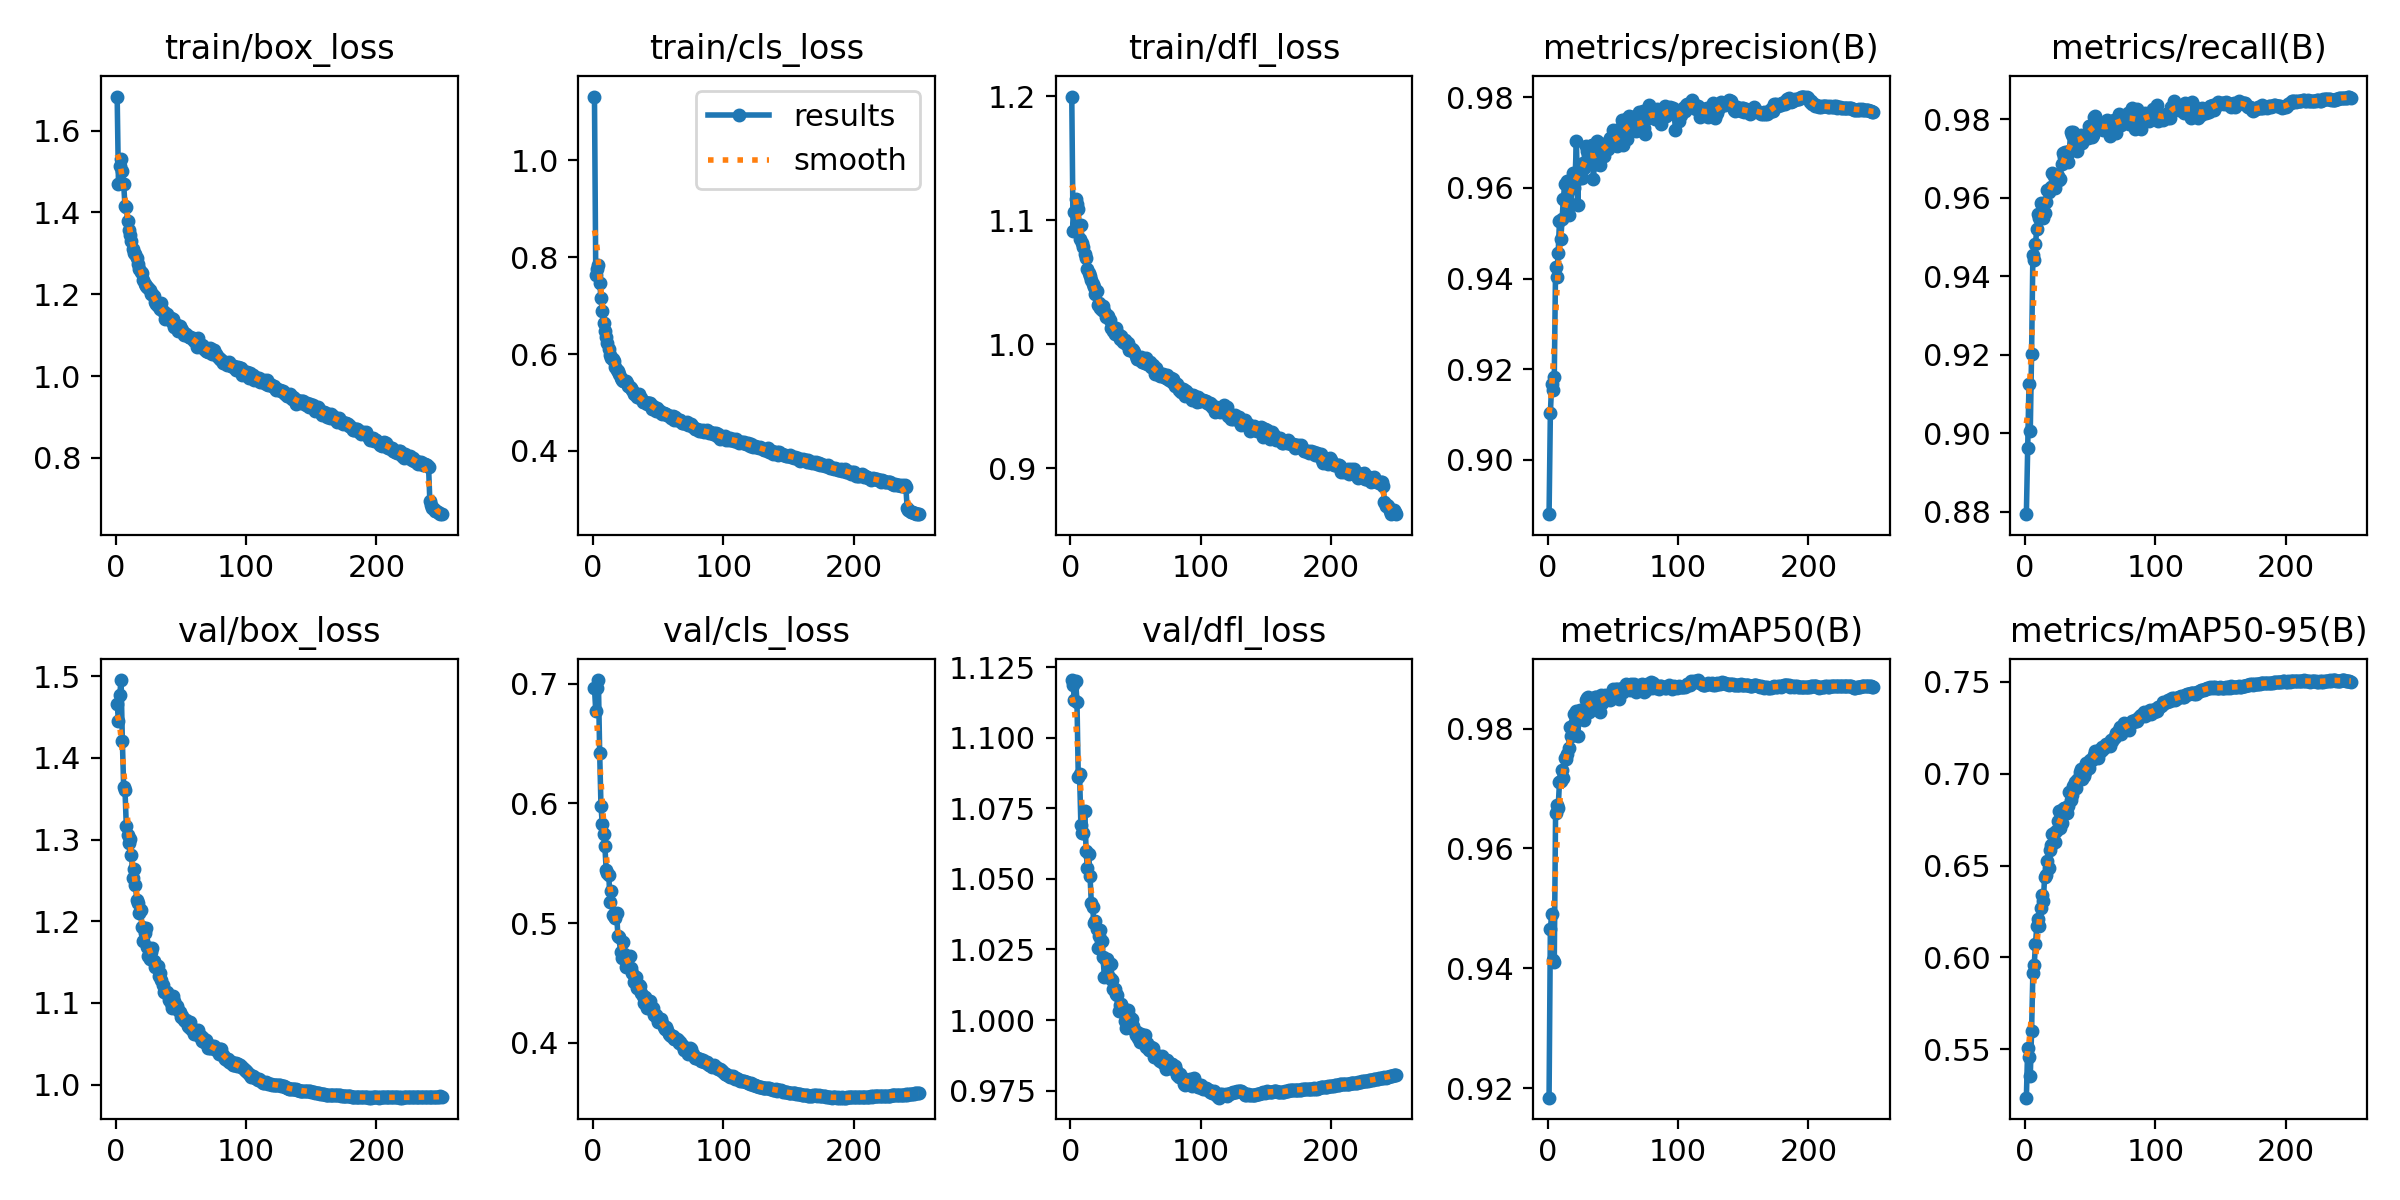 train/box_loss
1.6
1.4
1.2
1.0
0.8
0 100 200
train/cls_loss
results
smooth
1.0
0.8
0.6
0.4
0 100 200
train/dfl_loss
1.2
1.1
1.0
0.9
0 100 200
metrics/precision(B)
0.98
0.96
0.94
0.92
0.90
0 100 200
metrics/recall(B)
0.98
0.96
0.94
0.92
0.90
0.88
0 100 200
val/box_loss
1.5
1.4
1.3
1.2
1.1
1.0
0 100 200
val/cls_loss
0.7
0.6
0.5
0.4
0 100 200
val/dfl_loss
1.125
1.100
1.075
1.050
1.025
1.000
0.975
0 100 200
metrics/mAP50(B)
0.98
0.96
0.94
0.92
0 100 200
metrics/mAP50-95(B)
0.75
0.70
0.65
0.60
0.55
0 100 200